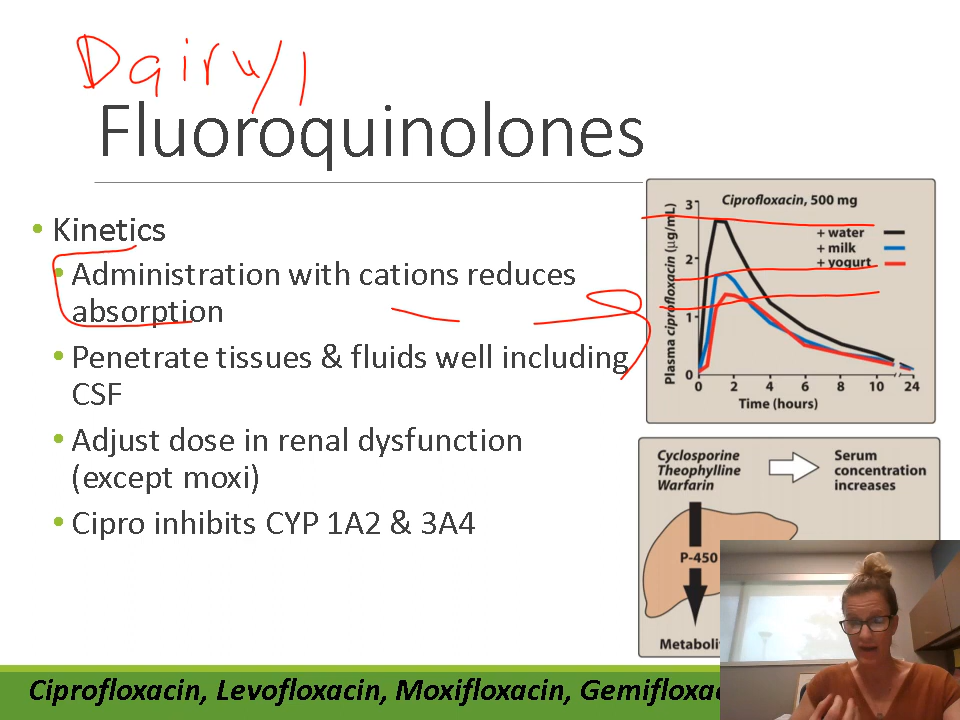 Dairy,
Fluoroquinolones
• Kinetics
• Administration with cations reduces
absorption
• Penetrate tissues & fluids well including
CSF
• Adjust dose in renal dysfunction
(except moxi)
• Cipro inhibits CYP 1A2 & 3A4
Ciprofloxacin, 500 mg
+ water
+ milk
+ yogurt
Plasma ciprofloxacin (µg/mL)
3
2
1
0
0 2 4 6 8 10 24
Time (hours)
Cyclosporine
Theophylline
Warfarin
Serum
concentration
increases
P-450
Metaboli
Ciprofloxacin, Levofloxacin, Moxifloxacin, Gemifloxa